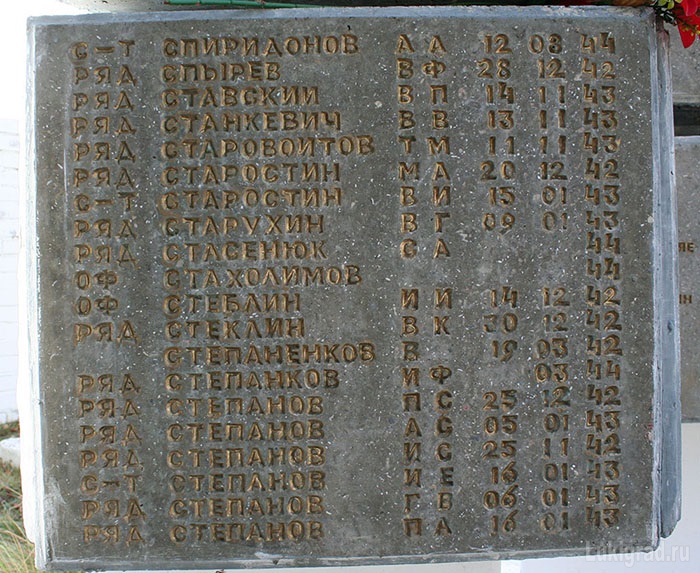 С-Т СПИРИДОНОВ А А 12 03 44
РЯД СПЫРЕВ В Ф 28 12 42
РЯД СТАВСКИИ В П 14 11 43
РЯД СТАНКЕВИЧ В В 13 11 43
РЯД СТАРОВОИТОВ Т М 11 11 43
РЯД СТАРОСТИН М А 20 12 42
С-Т СТАРОСТИН В И 15 01 43
РЯД СТАРУХИН В Г 09 01 43
РЯД СТАСЕНЮК С А 44
ОФ СТАХОЛИМОВ 44
ОФ СТЕБЛИН И И 14 12 42
РЯД СТЕКЛИН В К 30 12 42
СТЕПАНЕНКОВ В 19 03 42
РЯД СТЕПАНКОВ И Ф 03 44
РЯД СТЕПАНОВ П С 25 12 42
РЯД СТЕПАНОВ А С 05 01 43
РЯД СТЕПАНОВ И С 25 11 42
С-Т СТЕПАНОВ И Е 16 01 43
РЯД СТЕПАНОВ Г В 06 01 43
РЯД СТЕПАНОВ П А 16 01 43